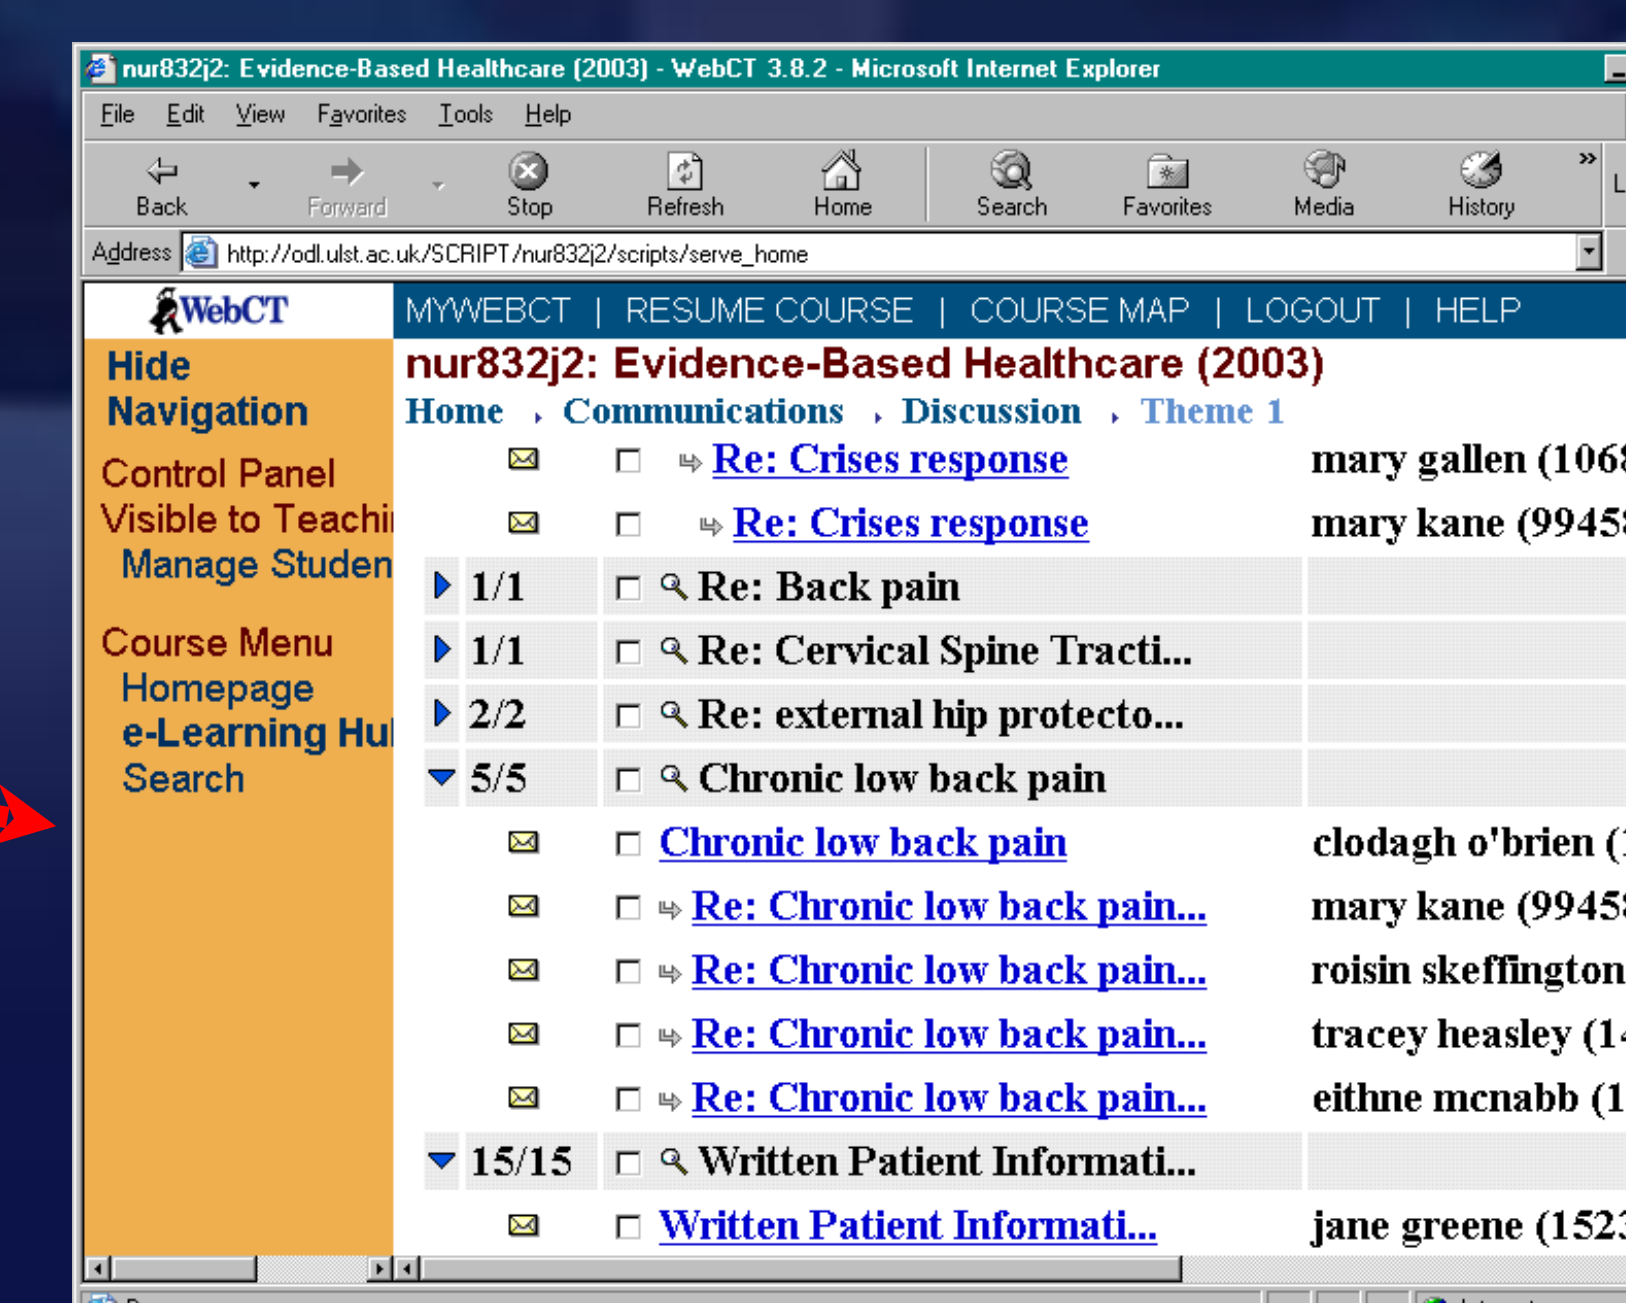 nur832j2: Evidence-Based Healthcare (2003) - WebCT 3.8.2 - Microsoft Internet Explorer
File Edit View Favorites Tools Help
Back Forward Stop Refresh Home Search Favorites Media History » L
Address http://odl.ulst.ac.uk/SCRIPT/nur832j2/scripts/serve_home
WebCT MYWEBCT | RESUME COURSE | COURSE MAP | LOGOUT | HELP
Hide
Navigation
Control Panel
Visible to Teachi
Manage Studen
Course Menu
Homepage
e-Learning Hu
Search
nur832j2: Evidence-Based Healthcare (2003)
Home , Communications , Discussion , Theme 1
Re: Crises response mary gallen (1068
Re: Crises response mary kane (99458
1/1 Re: Back pain
1/1 Re: Cervical Spine Tracti...
2/2 Re: external hip protecto...
5/5 Chronic low back pain
Chronic low back pain clodagh o'brien (1
Re: Chronic low back pain... mary kane (99458
Re: Chronic low back pain... roisin skeffington
Re: Chronic low back pain... tracey heasley (14
Re: Chronic low back pain... eithne mcnabb (1
15/15 Written Patient Informati...
Written Patient Informati... jane greene (1523